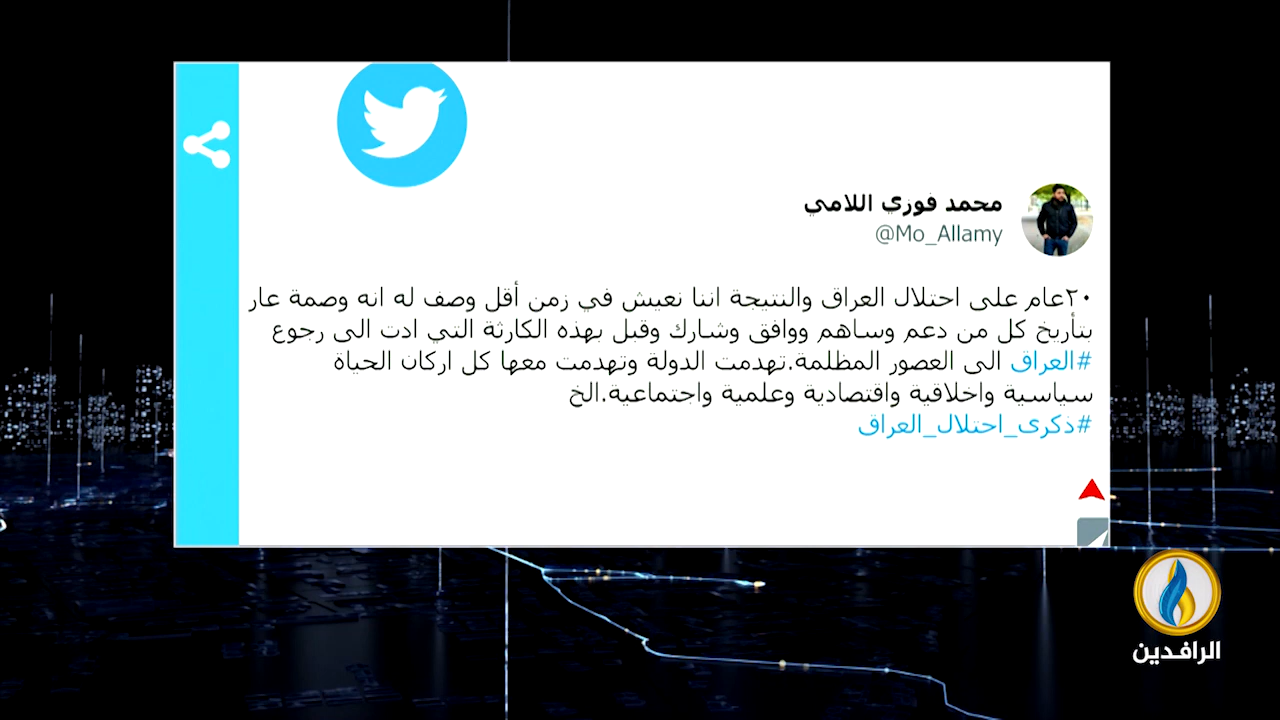 محمد فوزي اللامي
@Mo_Allamy
٢٠عام على احتلال العراق والنتيجة اننا نعيش في زمن أقل وصف له انه وصمة عار
بتأريخ كل من دعم وساهم ووافق وشارك وقبل بهذه الكارثة التي ادت الى رجوع
#العراق الى العصور المظلمة.تهدمت الدولة وتهدمت معها كل اركان الحياة
سياسية واخلاقية واقتصادية وعلمية واجتماعية.الخ
#ذكرى_احتلال_العراق
الرافدين